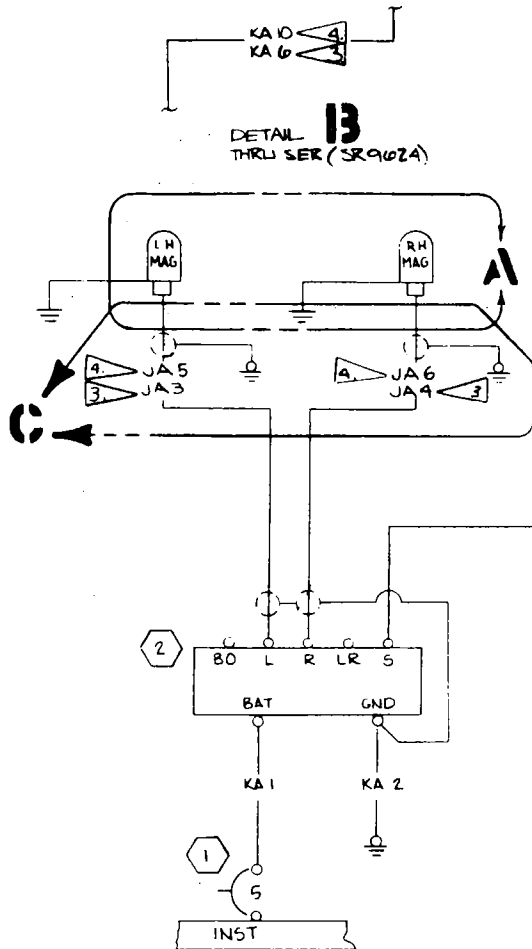 KA 10 4.
KA 6 3
DETAIL B
THRU SER (SR9624)
LH MAG
RH MAG
A
4. JA 5
3. JA 3
4. JA 6
JA 4 3
C
2
BO L R LR S
BAT GND
KA 1
KA 2
1
5
INST